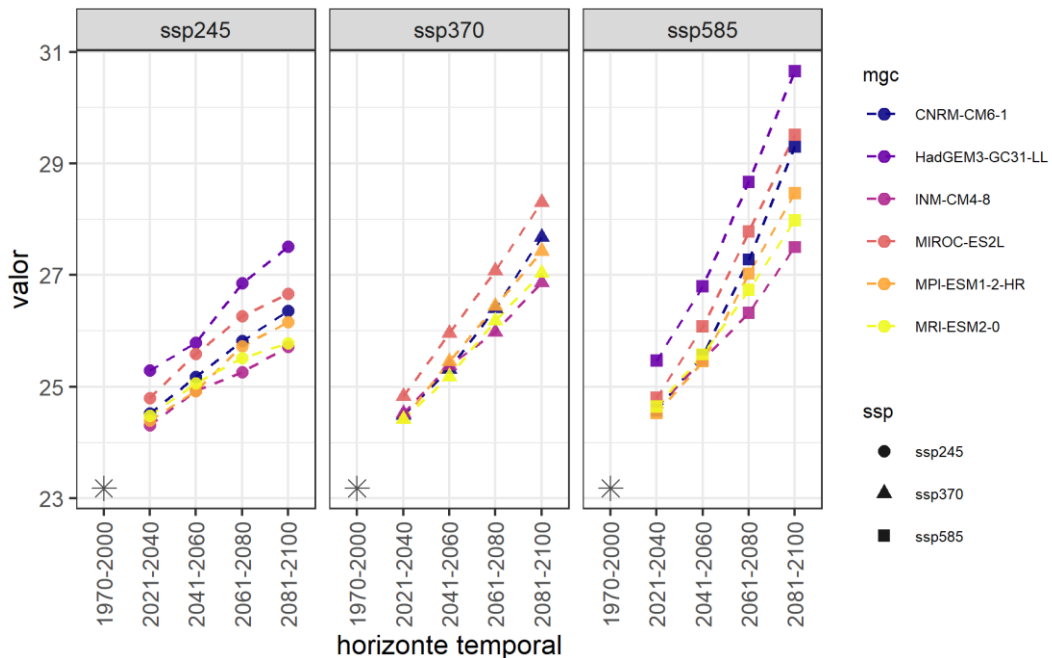 ssp245 ssp370 ssp585
31
29
27
25
23
valor
1970-2000 2021-2040 2041-2060 2061-2080 2081-2100 1970-2000 2021-2040 2041-2060 2061-2080 2081-2100 1970-2000 2021-2040 2041-2060 2061-2080 2081-2100
horizonte temporal
mgc
CNRM-CM6-1
HadGEM3-GC31-LL
INM-CM4-8
MIROC-ES2L
MPI-ESM1-2-HR
MRI-ESM2-0
ssp
ssp245
ssp370
ssp585